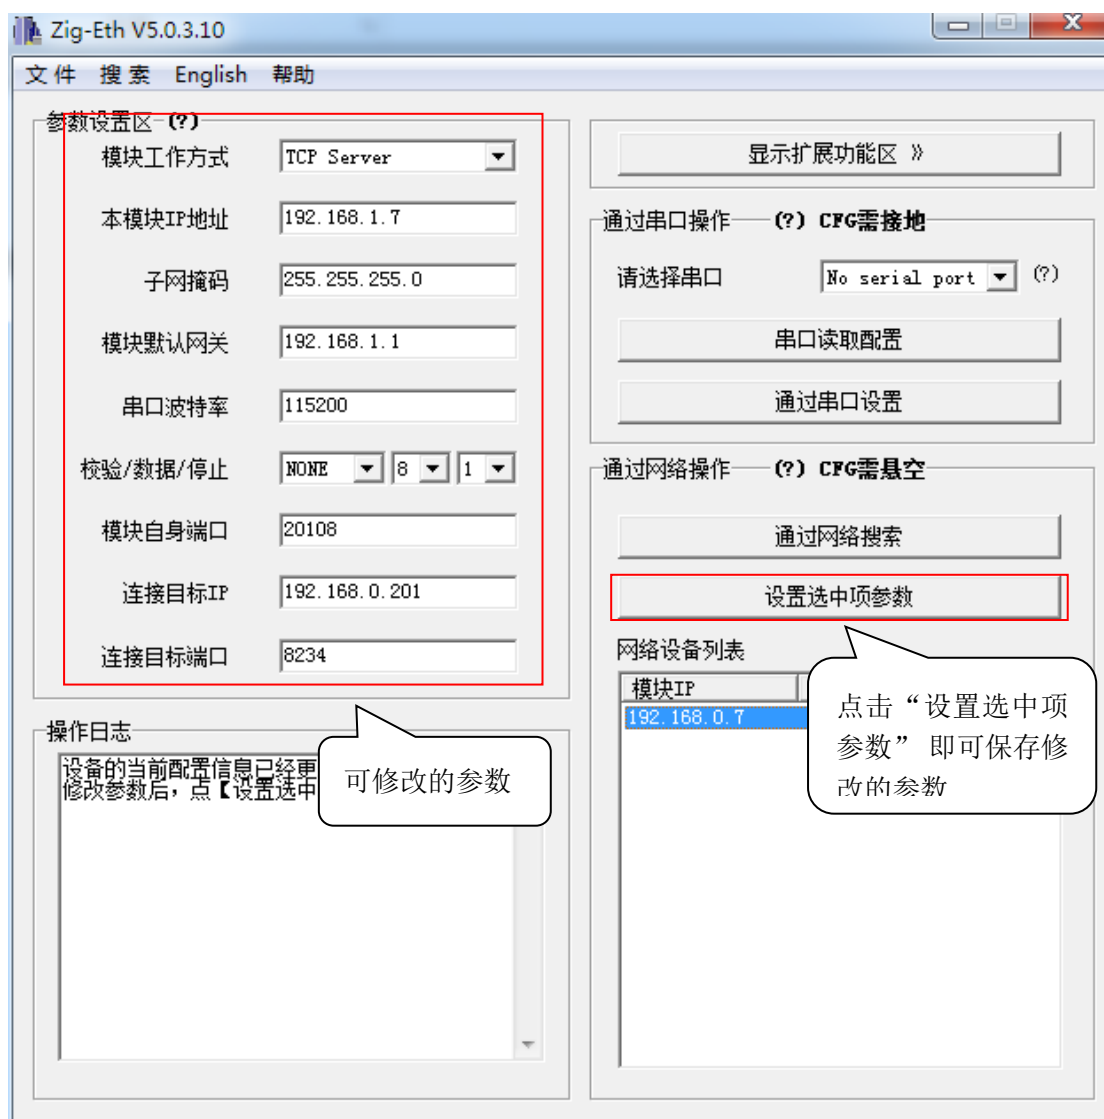 Zig-Eth V5.0.3.10
文件 搜索 English 帮助
参数设置区 (?)
模块工作方式 TCP Server
本模块IP地址 192.168.1.7
子网掩码 255.255.255.0
模块默认网关 192.168.1.1
串口波特率 115200
校验/数据/停止 NONE 8 1
模块自身端口 20108
连接目标IP 192.168.0.201
连接目标端口 8234
可修改的参数
操作日志
设备的当前配置信息已经更
修改参数后，点【设置选中
显示扩展功能区 》
通过串口操作 (?) CFG需接地
请选择串口 No serial port (?)
串口读取配置
通过串口设置
通过网络操作 (?) CFG需悬空
通过网络搜索
设置选中项参数
网络设备列表
模块IP
192.168.0.7
点击“设置选中项
参数” 即可保存修
改的参数